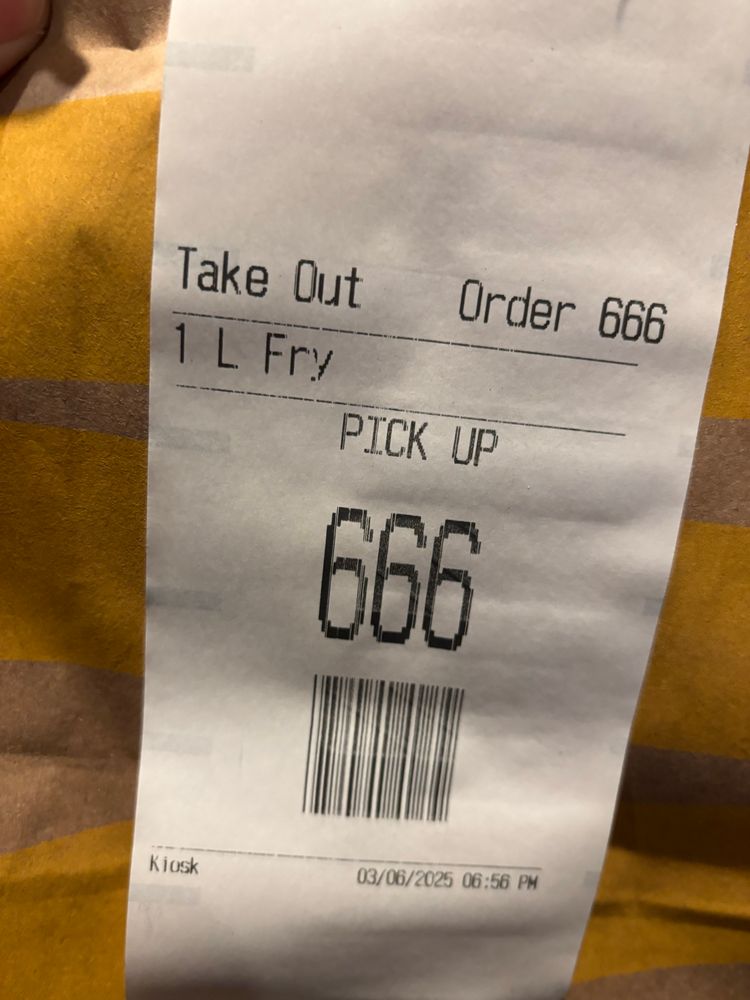 Take Out Order 666
1 L Fry
PICK UP
666
Kiosk 03/06/2025 06:56 PM